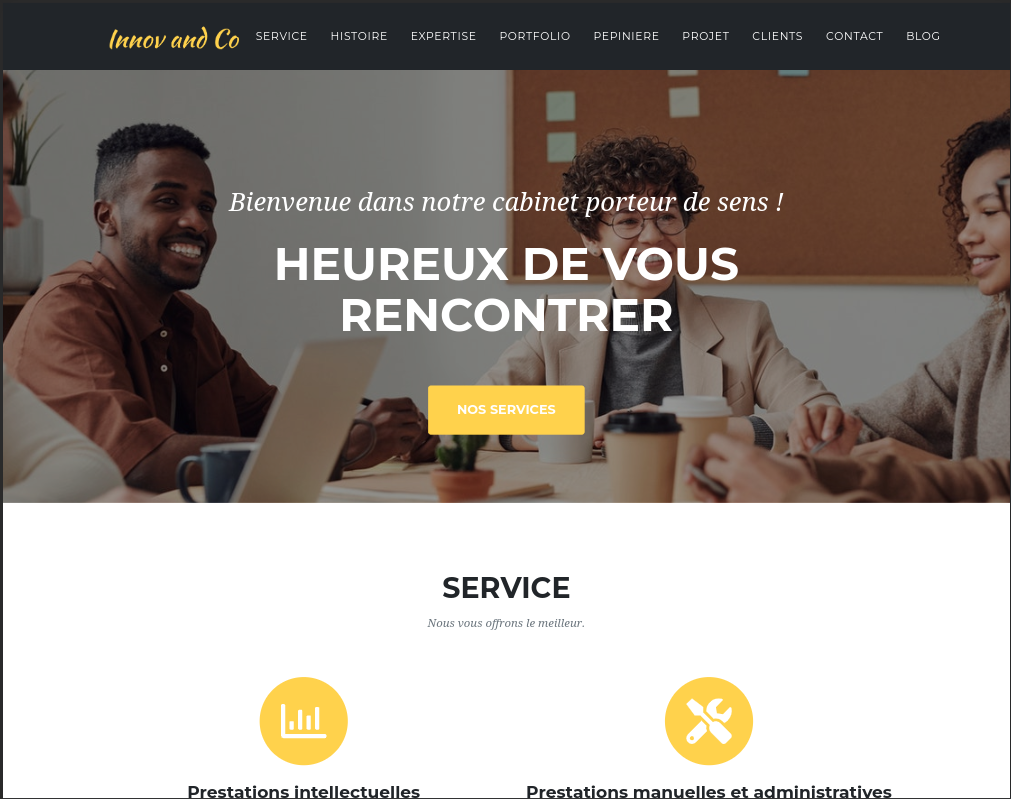 Innov and Co SERVICE HISTOIRE EXPERTISE PORTFOLIO PEPINIERE PROJET CLIENTS CONTACT BLOG
Bienvenue dans notre cabinet porteur de sens !
HEUREUX DE VOUS
RENCONTRER
NOS SERVICES
SERVICE
Nous vous offrons le meilleur.
Prestations intellectuelles Prestations manuelles et administratives